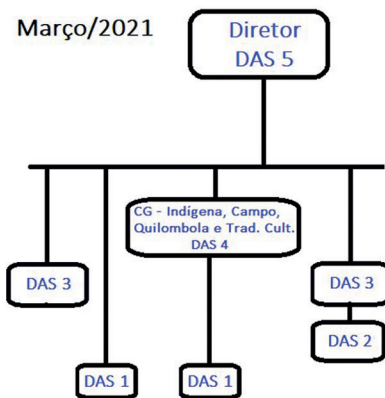 Março/2021
Diretor
DAS 5
CG - Indígena, Campo,
Quilombola e Trad. Cult.
DAS 4
DAS 3
DAS 3
DAS 2
DAS 1
DAS 1